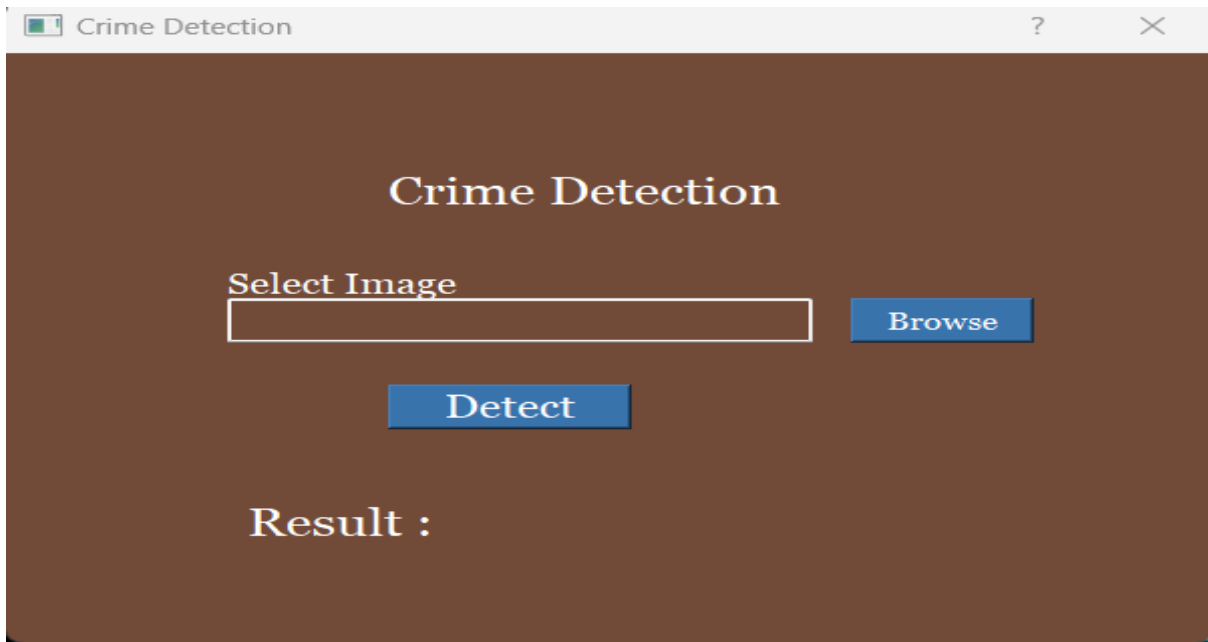 Crime Detection ?
Crime Detection
Select Image
Browse
Detect
Result :